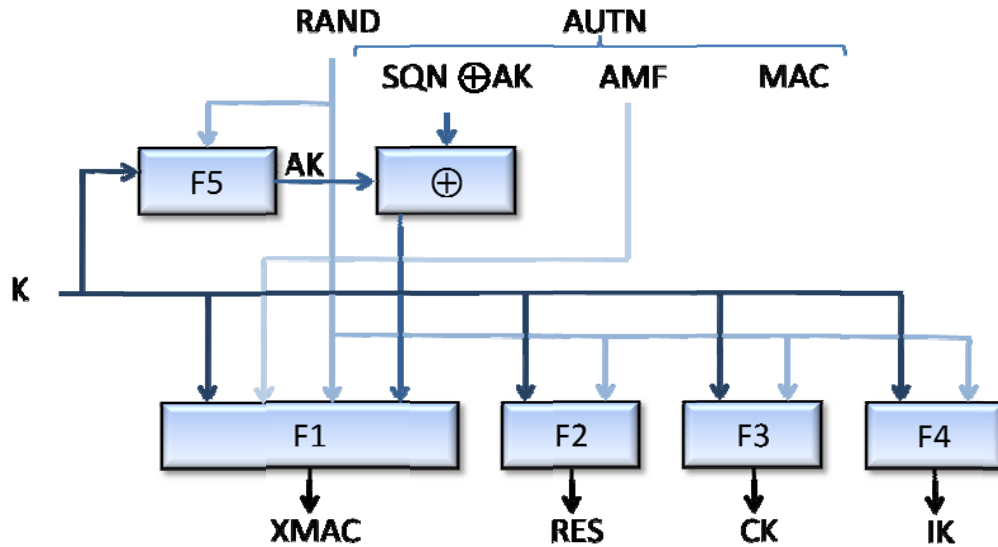 RAND AUTN
SQN ⊕AK AMF MAC
F5 AK ⊕
K
F1 F2 F3 F4
XMAC RES CK IK